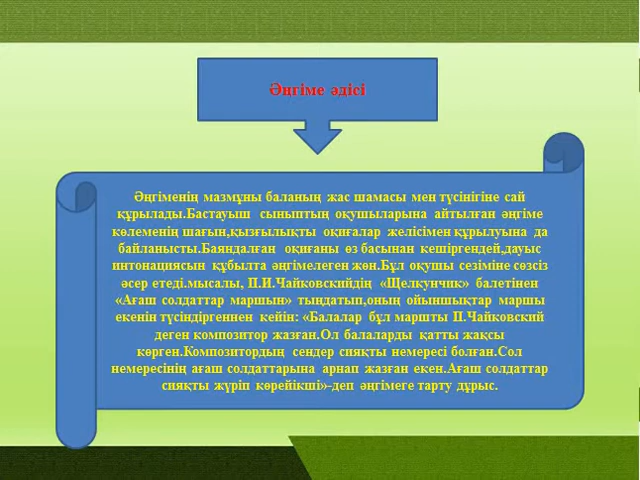 Әңгіме әдісі
Әңгіменің мазмұны баланың жас шамасы мен түсінігіне сай
құрылады.Бастауыш сыныптың оқушыларына айтылған әңгіме
көлеменің шағын,қызғылықты оқиғалар желісімен құрылуына да
байланысты.Баяндалған оқиғаны өз басынан кешіргендей,дауыс
интонациясын құбылта әңгімелеген жөн.Бұл оқушы сезіміне сөзсіз
әсер етеді.мысалы, П.И.Чайковскийдің «Щелкунчик» балетінен
«Ағаш солдаттар маршын» тыңдатып,оның ойыншықтар маршы
екенін түсіндіргеннен кейін: «Балалар бұл маршты П.Чайковский
деген композитор жазған.Ол балаларды қатты жақсы
көрген.Композитордың сендер сияқты немересі болған.Сол
немересінің ағаш солдаттарына арнап жазған екен.Ағаш солдаттар
сияқты жүріп көрейікші»-деп әңгімеге тарту дұрыс.